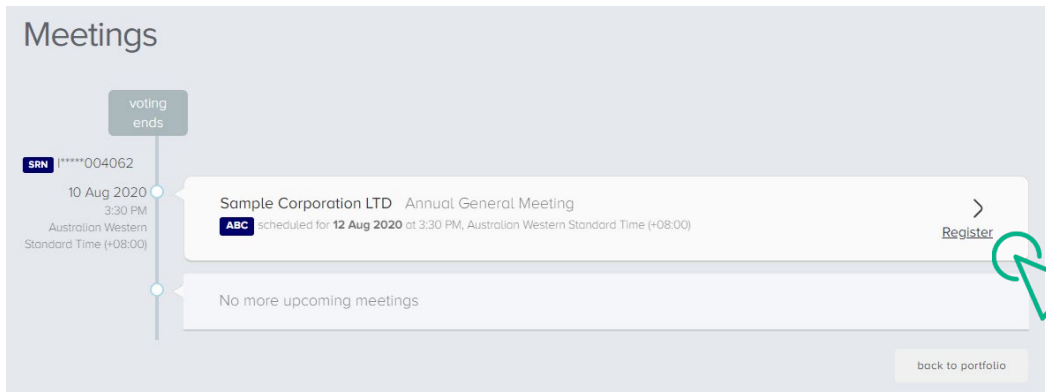 Meetings
voting
ends
SRN I*****004062
10 Aug 2020
3:30 PM
Australian Western
Standard Time (+08:00)
Sample Corporation LTD Annual General Meeting
ABC scheduled for 12 Aug 2020 at 3:30 PM, Australian Western Standard Time (+08:00)
Register
No more upcoming meetings
back to portfolio